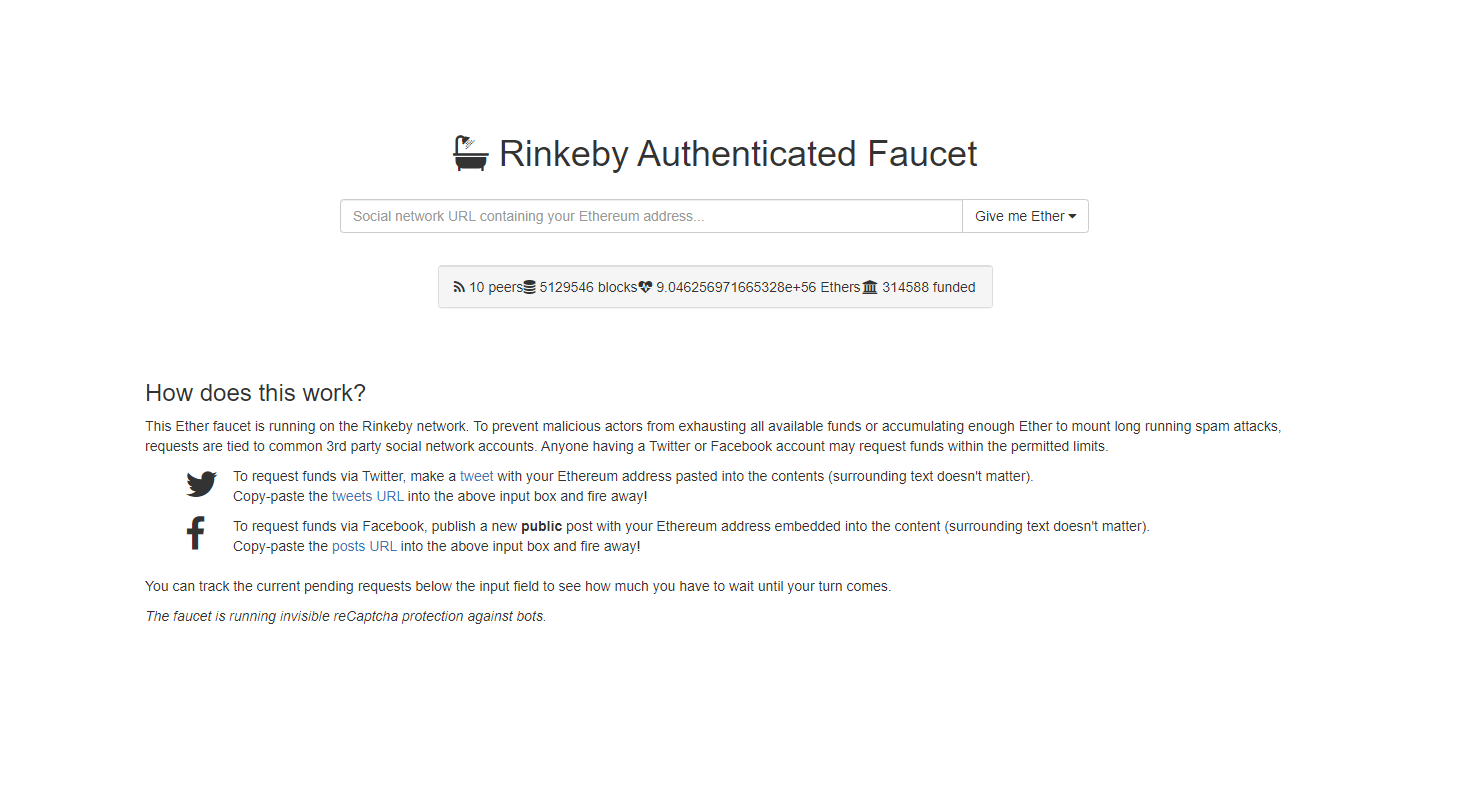 Rinkeby Authenticated Faucet
Social network URL containing your Ethereum address...
Give me Ether
10 peers 5129546 blocks 9.046256971665328e+56 Ethers 314588 funded
How does this work?
This Ether faucet is running on the Rinkeby network. To prevent malicious actors from exhausting all available funds or accumulating enough Ether to mount long running spam attacks,
requests are tied to common 3rd party social network accounts. Anyone having a Twitter or Facebook account may request funds within the permitted limits.
To request funds via Twitter, make a tweet with your Ethereum address pasted into the contents (surrounding text doesn't matter).
Copy-paste the tweets URL into the above input box and fire away!
To request funds via Facebook, publish a new public post with your Ethereum address embedded into the content (surrounding text doesn't matter).
Copy-paste the posts URL into the above input box and fire away!
You can track the current pending requests below the input field to see how much you have to wait until your turn comes.
The faucet is running invisible reCaptcha protection against bots.